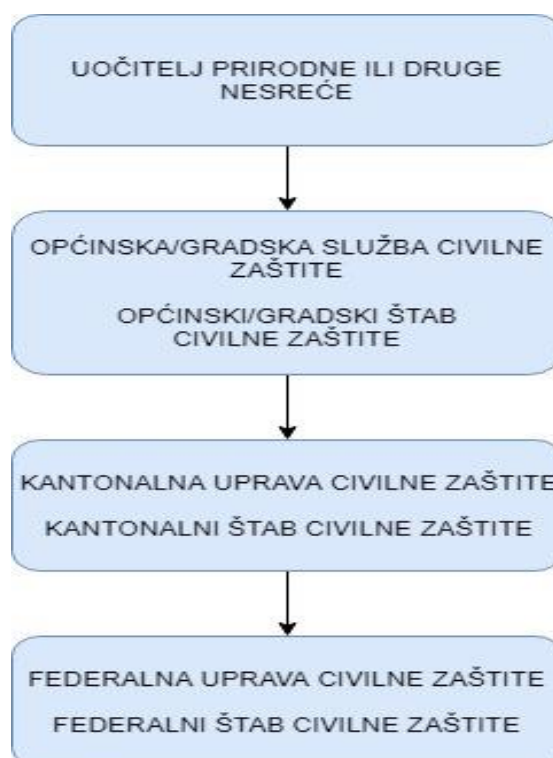 UOČITELJ PRIRODNE ILI DRUGE
NESREĆE
OPĆINSKA/GRADSKA SLUŽBA CIVILNE
ZAŠTITE
OPĆINSKI/GRADSKI ŠTAB
CIVILNE ZAŠTITE
KANTONALNA UPRAVA CIVILNE ZAŠTITE
KANTONALNI ŠTAB CIVILNE ZAŠTITE
FEDERALNA UPRAVA CIVILNE ZAŠTITE
FEDERALNI ŠTAB CIVILNE ZAŠTITE